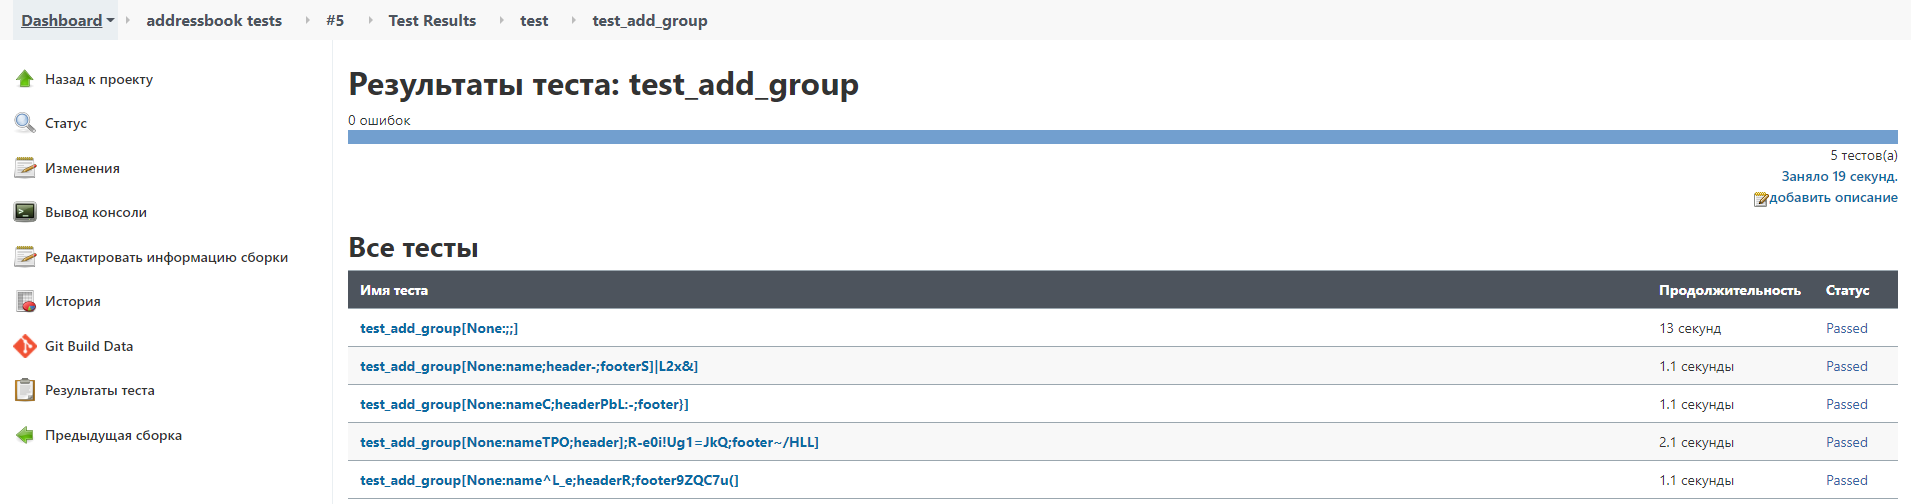 Dashboard addressbook tests #5 Test Results test test_add_group
Назад к проекту
Статус
Изменения
Вывод консоли
Редактировать информацию сборки
История
Git Build Data
Результаты теста
Предыдущая сборка
Результаты теста: test_add_group
0 ошибок
5 тестов(а)
Заняло 19 секунд.
добавить описание
Все тесты
Имя теста Продолжительность Статус
test_add_group[None:;;] 13 секунд Passed
test_add_group[None:name;header-;footerS]|L2x&] 1.1 секунды Passed
test_add_group[None:nameC;headerPbL:-;footer}] 1.1 секунды Passed
test_add_group[None:nameTPO;header];R-e0i!Ug1=JkQ;footer~/HLL] 2.1 секунды Passed
test_add_group[None:name^L_e;headerR;footer9ZQC7u(] 1.1 секунды Passed